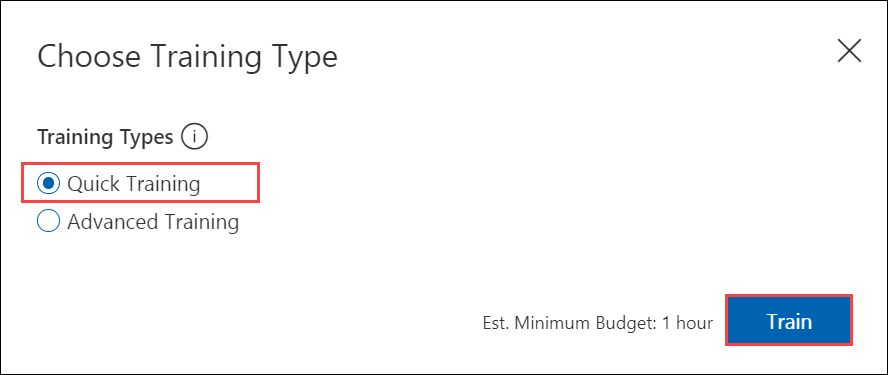 Choose Training Type
Training Types
Quick Training
Advanced Training
Est. Minimum Budget: 1 hour
Train